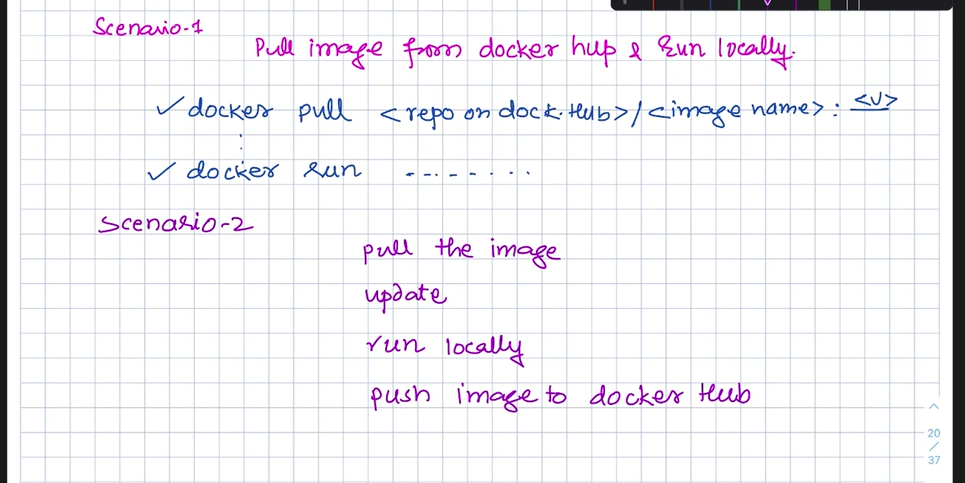 Scenario-1
Pull image from docker hup & Run locally.
✓ docker pull <repo on dock.Hub>/<image name>: <v>
✓ docker run --.-----...
Scenario-2
pull the image
update
run locally
push image to docker Hub
20
/
37